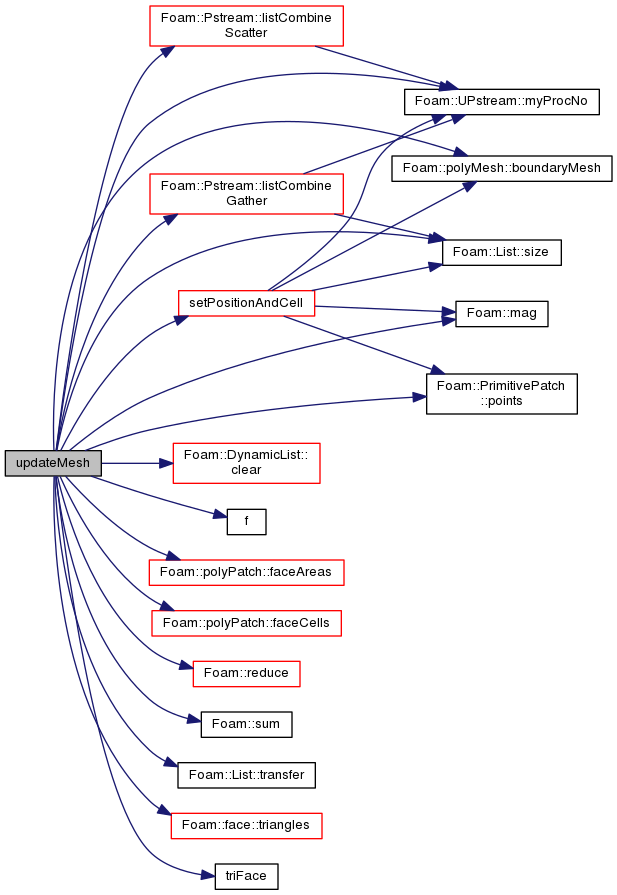 Foam::Pstream::listCombine
Scatter
Foam::UPstream::myProcNo
Foam::polyMesh::boundaryMesh
Foam::Pstream::listCombine
Gather
Foam::List::size
setPositionAndCell
Foam::mag
Foam::PrimitivePatch
::points
updateMesh
Foam::DynamicList::
clear
f
Foam::polyPatch::faceAreas
Foam::polyPatch::faceCells
Foam::reduce
Foam::sum
Foam::List::transfer
Foam::face::triangles
triFace